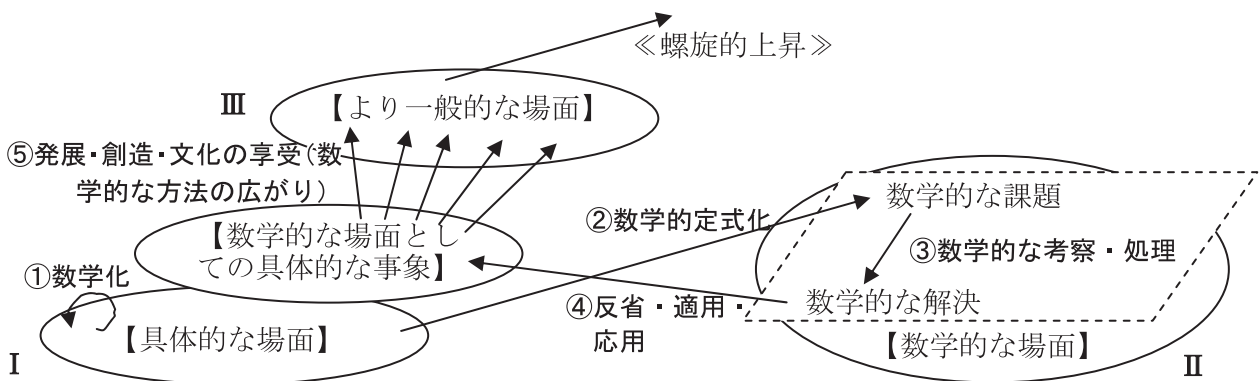 ≪螺旋的上昇≫
Ⅲ
【より一般的な場面】
⑤発展・創造・文化の享受(数
学的な方法の広がり)
【数学的な場面とし
ての具体的な事象】
①数学化
【具体的な場面】
Ⅰ
②数学的定式化
数学的な課題
③数学的な考察・処理
数学的な解決
④反省・適用・
応用
【数学的な場面】
Ⅱ